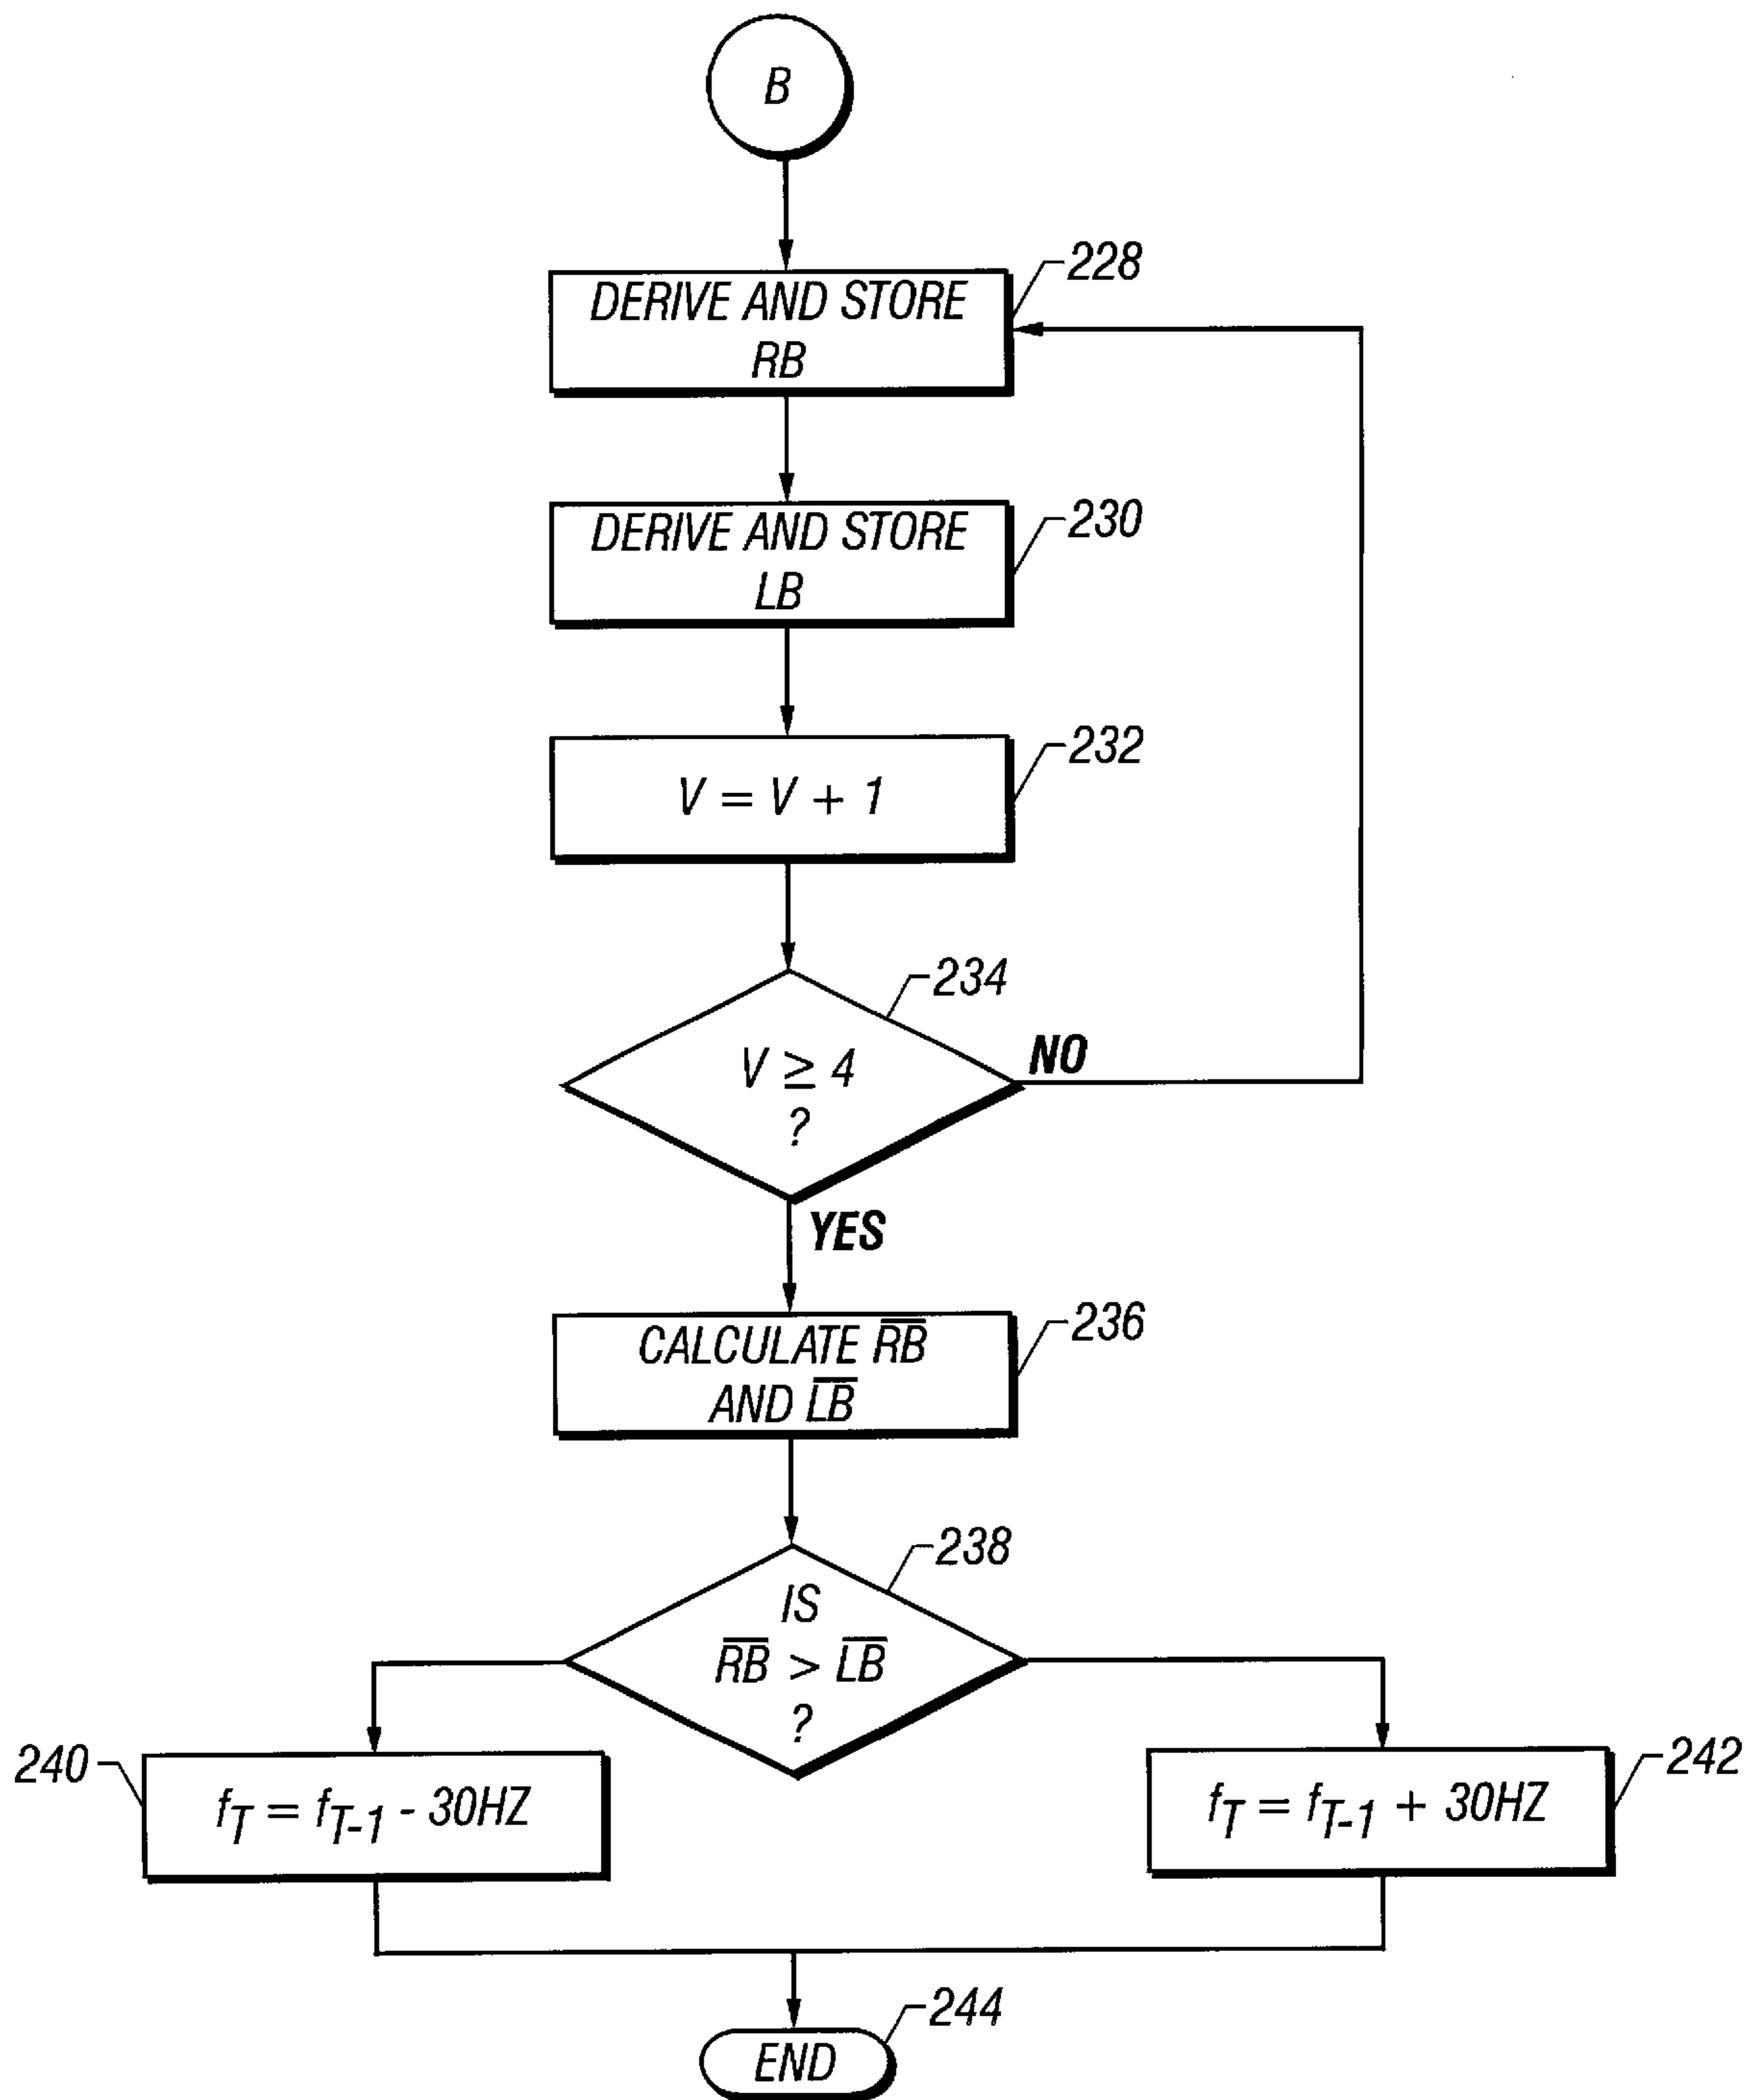 B
228
DERIVE AND STORE
RB
230
DERIVE AND STORE
LB
232
V = V + 1
234
V ≥ 4
?
NO
YES
236
CALCULATE R̅B̅
AND L̅B̅
238
IS
R̅B̅ > L̅B̅
?
240
f_T = f_T-1 - 30HZ
242
f_T = f_T-1 + 30HZ
244
END